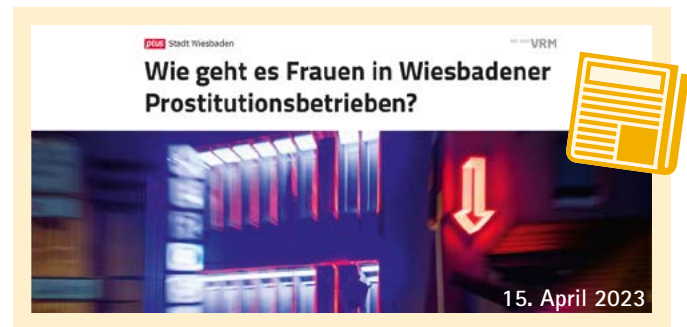 plus Stadt Wiesbaden
VRM
Wie geht es Frauen in Wiesbadener
Prostitutionsbetrieben?
15. April 2023